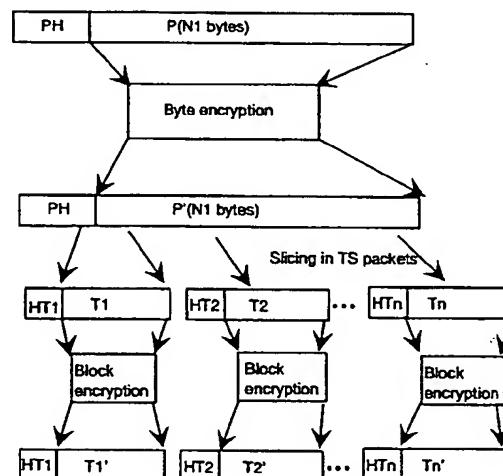 PH P(N1 bytes)
Byte encryption
PH P'(N1 bytes)
Slicing in TS packets
HT1 T1 HT2 T2 ... HTn Tn
Block encryption Block encryption Block encryption
HT1 T1' HT2 T2' ... HTn Tn'